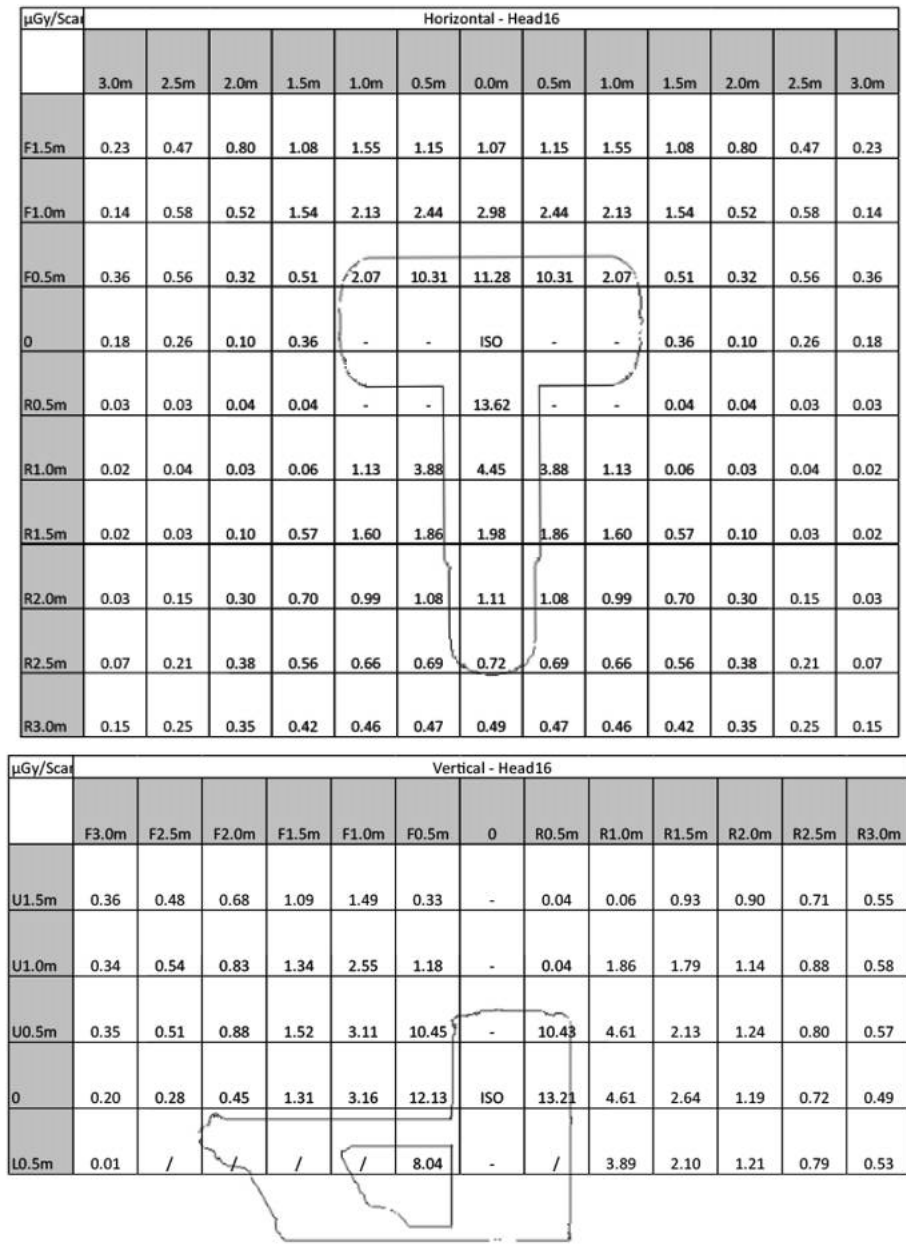 μGy/Scan Horizontal - Head16
3.0m 2.5m 2.0m 1.5m 1.0m 0.5m 0.0m 0.5m 1.0m 1.5m 2.0m 2.5m 3.0m
F1.5m 0.23 0.47 0.80 1.08 1.55 1.15 1.07 1.15 1.55 1.08 0.80 0.47 0.23
F1.0m 0.14 0.58 0.52 1.54 2.13 2.44 2.98 2.44 2.13 1.54 0.52 0.58 0.14
F0.5m 0.36 0.56 0.32 0.51 2.07 10.31 11.28 10.31 2.07 0.51 0.32 0.56 0.36
0 0.18 0.26 0.10 0.36 - - ISO - - 0.36 0.10 0.26 0.18
R0.5m 0.03 0.03 0.04 0.04 - - 13.62 - - 0.04 0.04 0.03 0.03
R1.0m 0.02 0.04 0.03 0.06 1.13 3.88 4.45 3.88 1.13 0.06 0.03 0.04 0.02
R1.5m 0.02 0.03 0.10 0.57 1.60 1.86 1.98 1.86 1.60 0.57 0.10 0.03 0.02
R2.0m 0.03 0.15 0.30 0.70 0.99 1.08 1.11 1.08 0.99 0.70 0.30 0.15 0.03
R2.5m 0.07 0.21 0.38 0.56 0.66 0.69 0.72 0.69 0.66 0.56 0.38 0.21 0.07
R3.0m 0.15 0.25 0.35 0.42 0.46 0.47 0.49 0.47 0.46 0.42 0.35 0.25 0.15
μGy/Scan Vertical - Head16
F3.0m F2.5m F2.0m F1.5m F1.0m F0.5m 0 R0.5m R1.0m R1.5m R2.0m R2.5m R3.0m
U1.5m 0.36 0.48 0.68 1.09 1.49 0.33 - 0.04 0.06 0.93 0.90 0.71 0.55
U1.0m 0.34 0.54 0.83 1.34 2.55 1.18 - 0.04 1.86 1.79 1.14 0.88 0.58
U0.5m 0.35 0.51 0.88 1.52 3.11 10.45 - 10.43 4.61 2.13 1.24 0.80 0.57
0 0.20 0.28 0.45 1.31 3.16 12.13 ISO 13.21 4.61 2.64 1.19 0.72 0.49
L0.5m 0.01 / / / / 8.04 - / 3.89 2.10 1.21 0.79 0.53